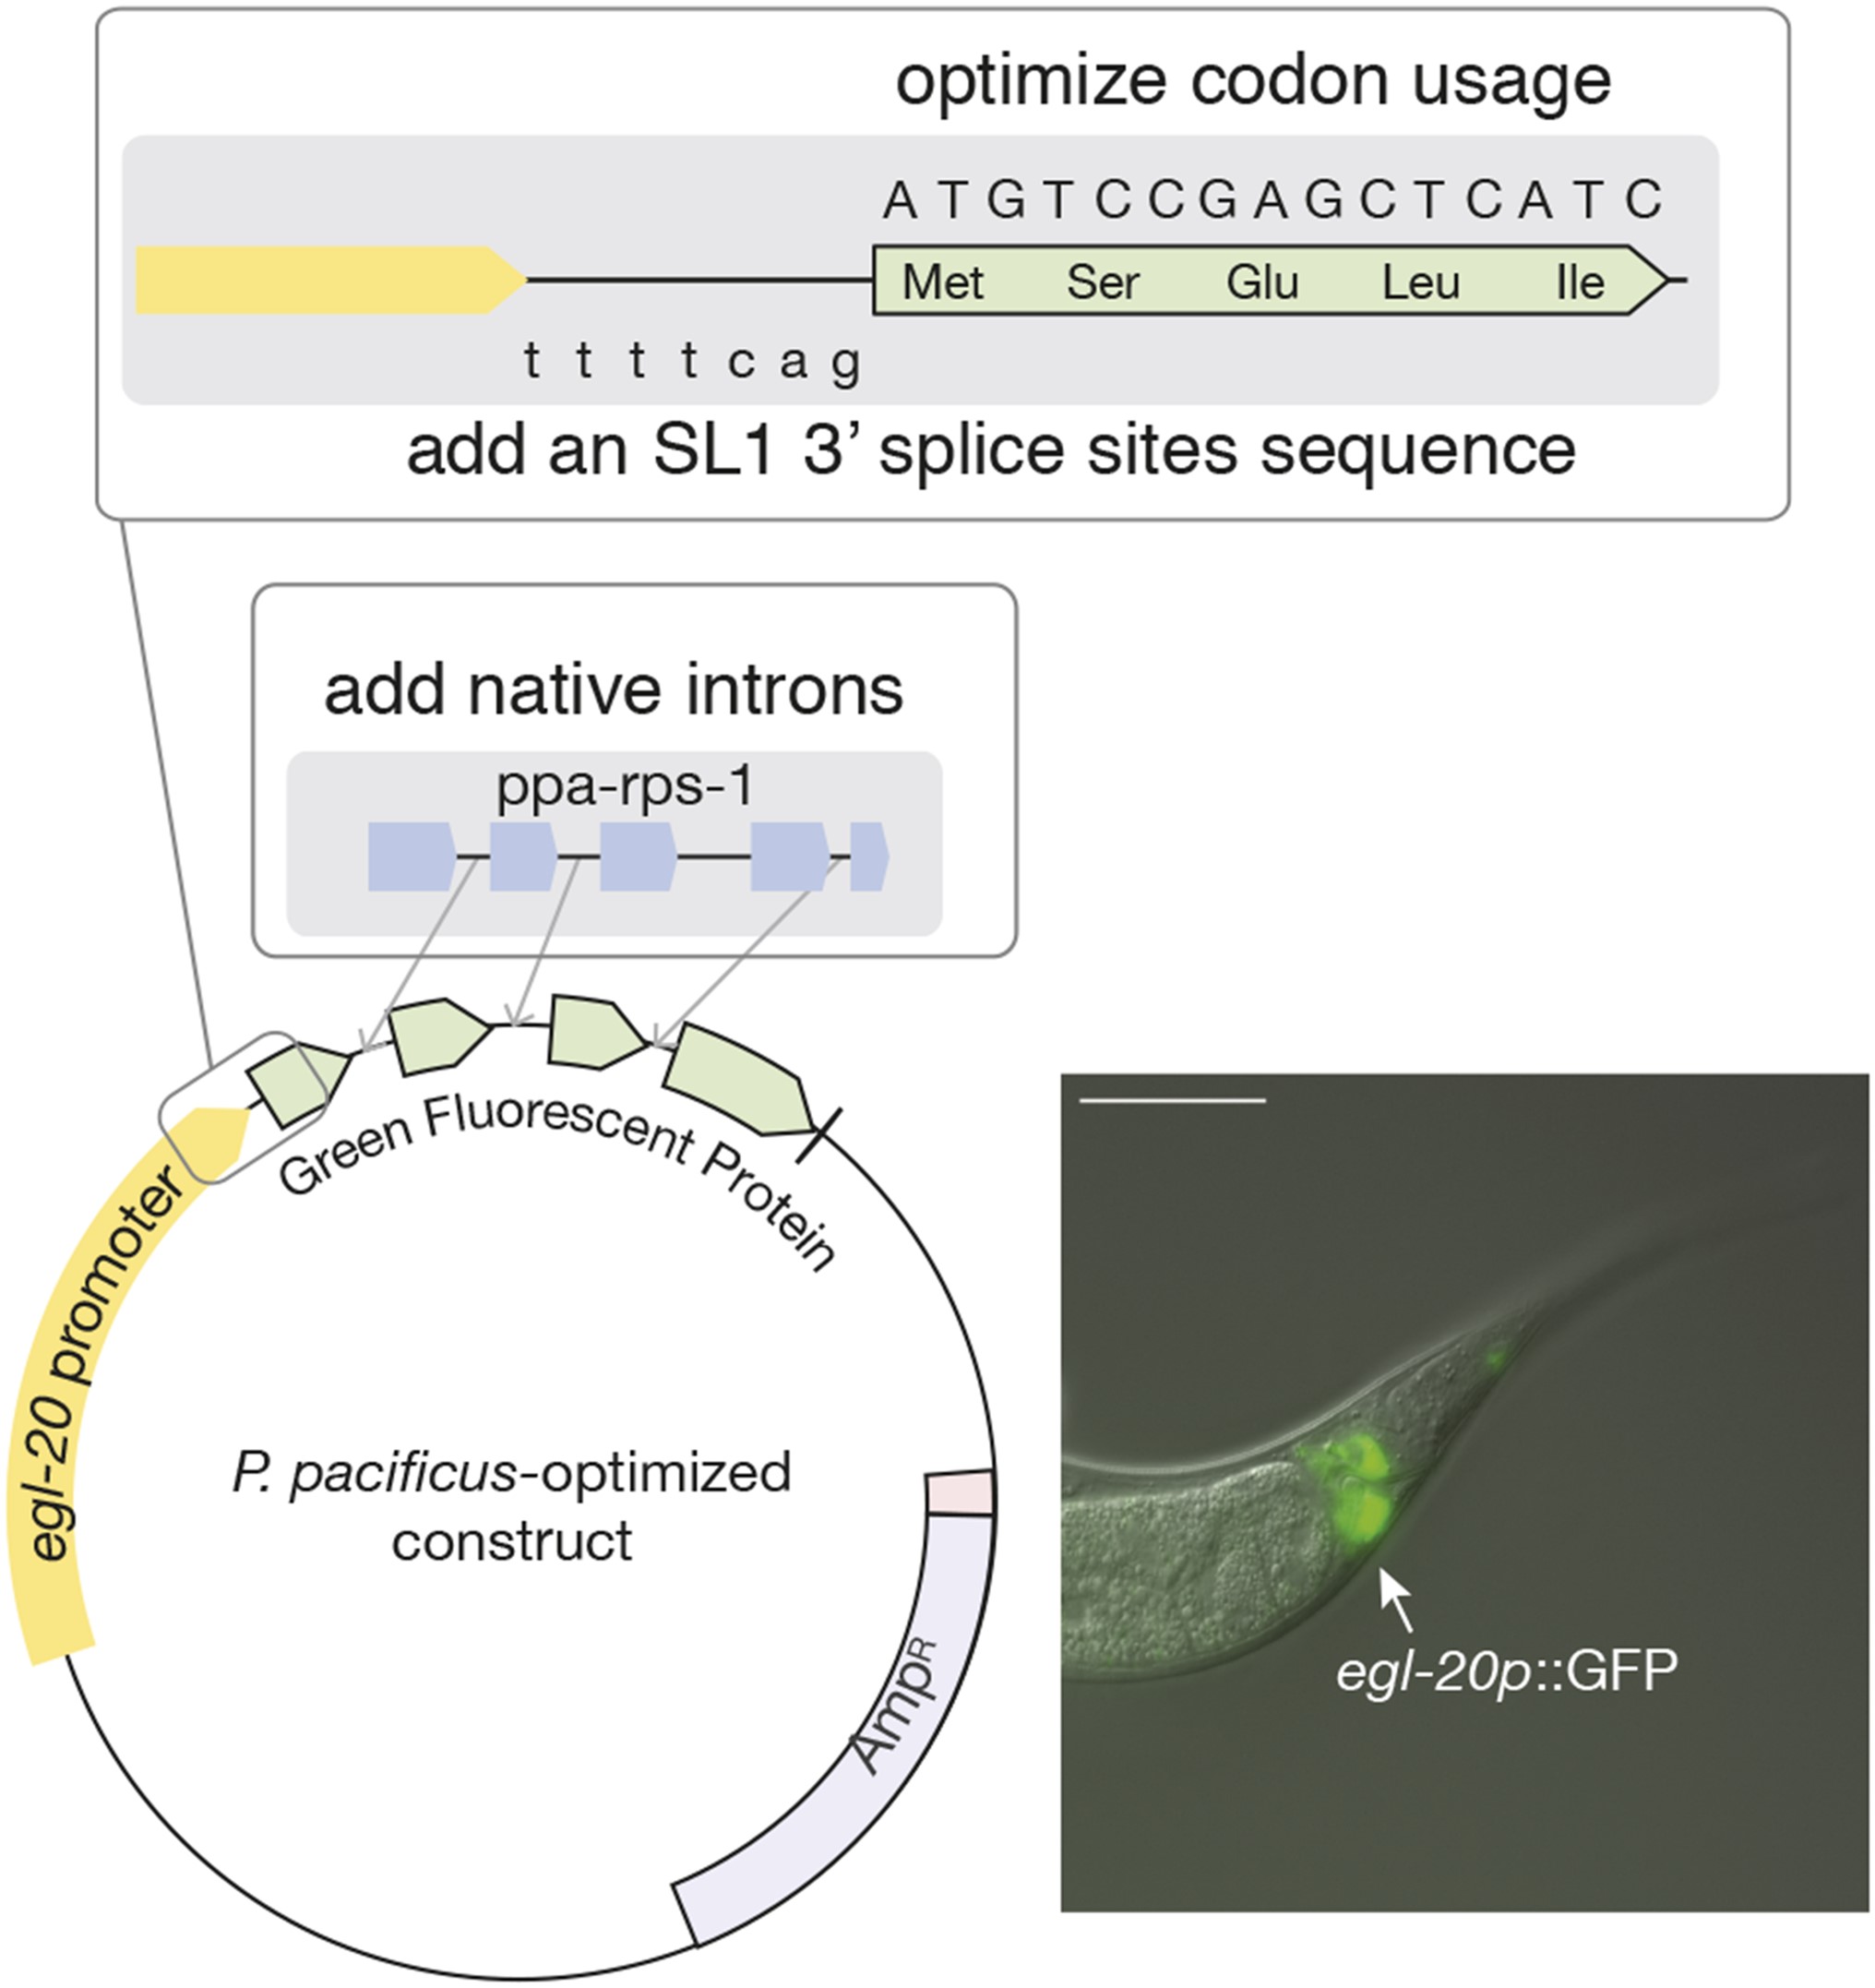 optimize codon usage
A T G T C C G A G C T C A T C
Met Ser Glu Leu Ile
t t t t c a g
add an SL1 3’ splice sites sequence
add native introns
ppa-rps-1
Green Fluorescent Protein
egl-20 promoter
P. pacificus-optimized
construct
AmpR
egl-20p::GFP